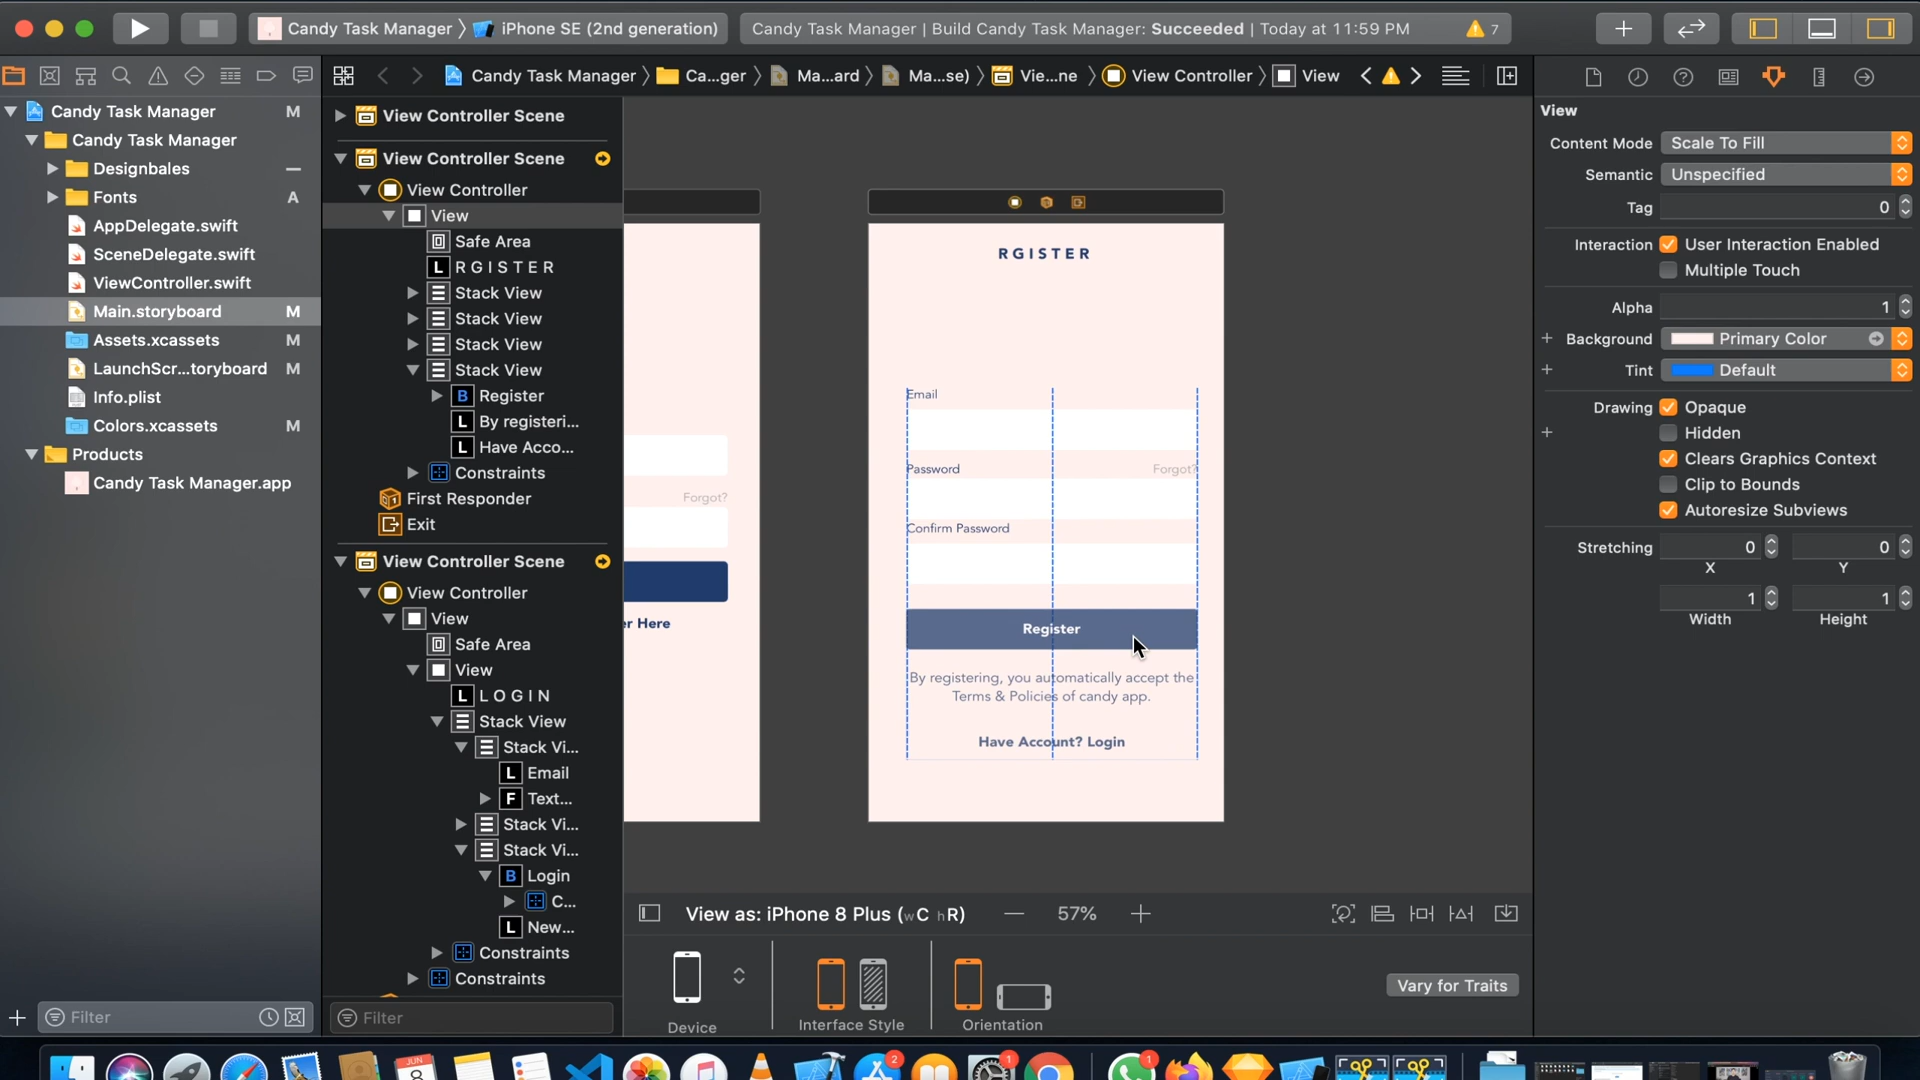 Candy Task Manager 〉 iPhone SE (2nd generation)
Candy Task Manager | Build Candy Task Manager: Succeeded | Today at 11:59 PM
7
Candy Task Manager 〉 Ca...ger 〉 Ma...ard 〉 Ma...se) 〉 Vie...ne 〉 View Controller 〉 View
Candy Task Manager M
Candy Task Manager
Designbales
Fonts A
AppDelegate.swift
SceneDelegate.swift
ViewController.swift
Main.storyboard M
Assets.xcassets M
LaunchScr...toryboard M
Info.plist
Colors.xcassets M
Products
Candy Task Manager.app
Filter
View Controller Scene
View Controller Scene
View Controller
View
Safe Area
L R G I S T E R
Stack View
Stack View
Stack View
Stack View
B Register
L By registeri...
L Have Acco...
Constraints
First Responder
Exit
View Controller Scene
View Controller
View
Safe Area
View
L L O G I N
Stack View
Stack Vi...
L Email
F Text...
Stack Vi...
Stack Vi...
B Login
C...
L New...
Constraints
Constraints
Filter
Forgot?
er Here
RGISTER
Email
Password Forgot?
Confirm Password
Register
By registering, you automatically accept the
Terms & Policies of candy app.
Have Account? Login
View as: iPhone 8 Plus (wC hR)
57%
Device
Interface Style
Orientation
Vary for Traits
View
Content Mode Scale To Fill
Semantic Unspecified
Tag 0
Interaction User Interaction Enabled
Multiple Touch
Alpha 1
Background Primary Color
Tint Default
Drawing Opaque
Hidden
Clears Graphics Context
Clip to Bounds
Autoresize Subviews
Stretching 0 0
X Y
1 1
Width Height
JUN
8
2
1
1